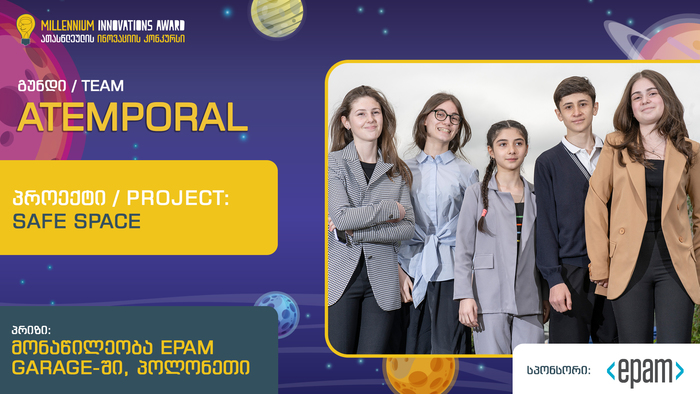 MILLENNIUM INNOVATIONS AWARD
ათასწლეულის ინოვაციის კონკურსი
გუნდი / TEAM
ATEMPORAL
პროექტი / PROJECT:
SAFE SPACE
პრიზი:
მონაწილეობა EPAM
GARAGE-ში, პოლონეთი
სპონსორი: <epam>